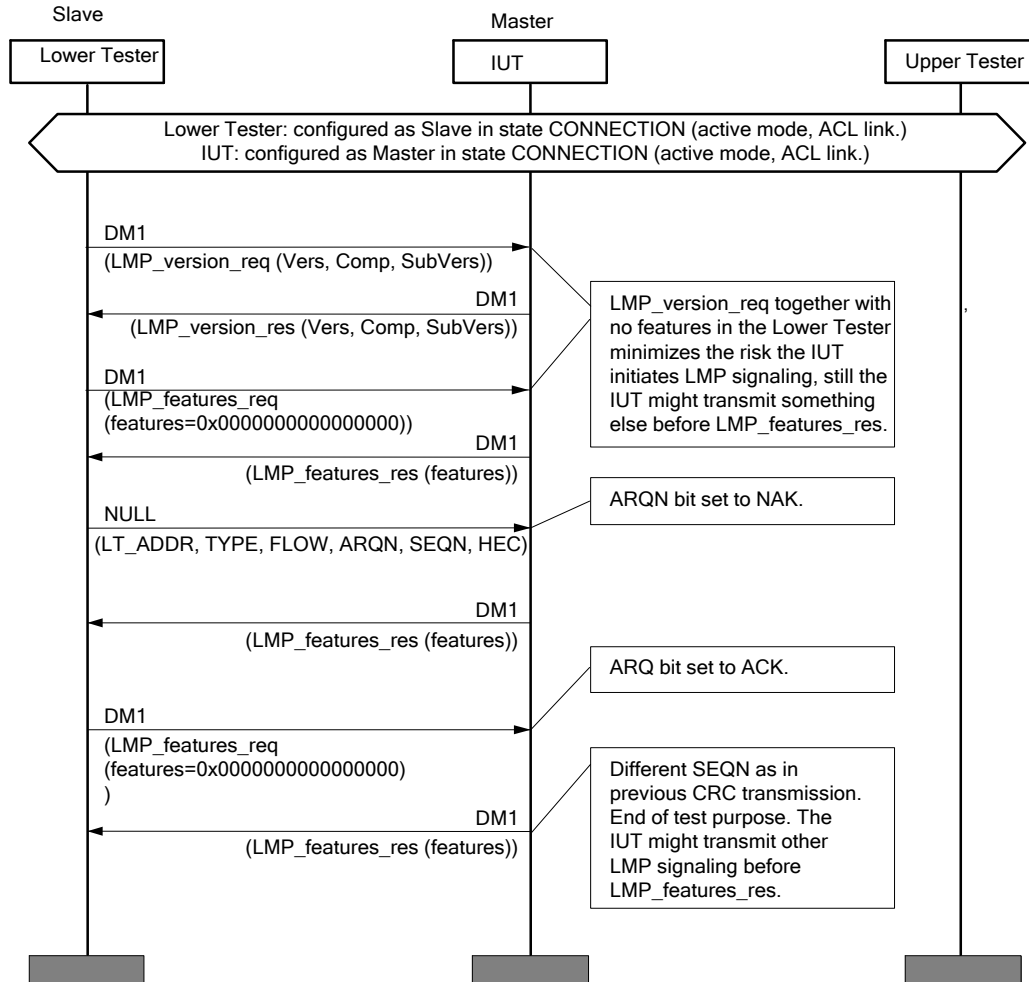 Slave
Master
Lower Tester
IUT
Upper Tester
Lower Tester: configured as Slave in state CONNECTION (active mode, ACL link.)
IUT: configured as Master in state CONNECTION (active mode, ACL link.)
DM1
(LMP_version_req (Vers, Comp, SubVers))
DM1
(LMP_version_res (Vers, Comp, SubVers))
LMP_version_req together with
no features in the Lower Tester
minimizes the risk the IUT
initiates LMP signaling, still the
IUT might transmit something
else before LMP_features_res.
,
DM1
(LMP_features_req
(features=0x0000000000000000))
DM1
(LMP_features_res (features))
ARQN bit set to NAK.
NULL
(LT_ADDR, TYPE, FLOW, ARQN, SEQN, HEC)
DM1
(LMP_features_res (features))
ARQ bit set to ACK.
DM1
(LMP_features_req
(features=0x0000000000000000)
)
Different SEQN as in
previous CRC transmission.
End of test purpose. The
IUT might transmit other
LMP signaling before
LMP_features_res.
DM1
(LMP_features_res (features))